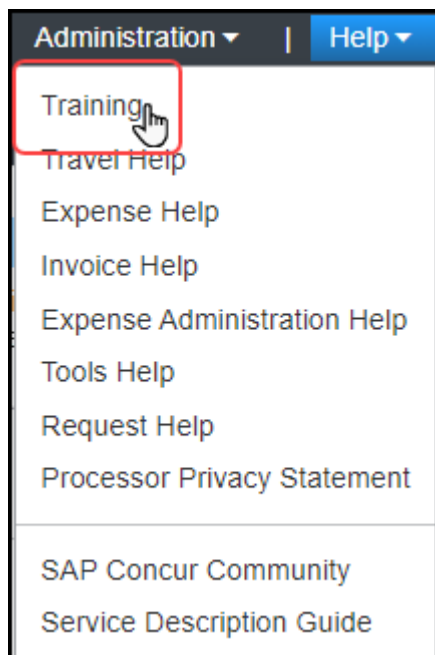 Administration | Help
Training
Travel Help
Expense Help
Invoice Help
Expense Administration Help
Tools Help
Request Help
Processor Privacy Statement
SAP Concur Community
Service Description Guide